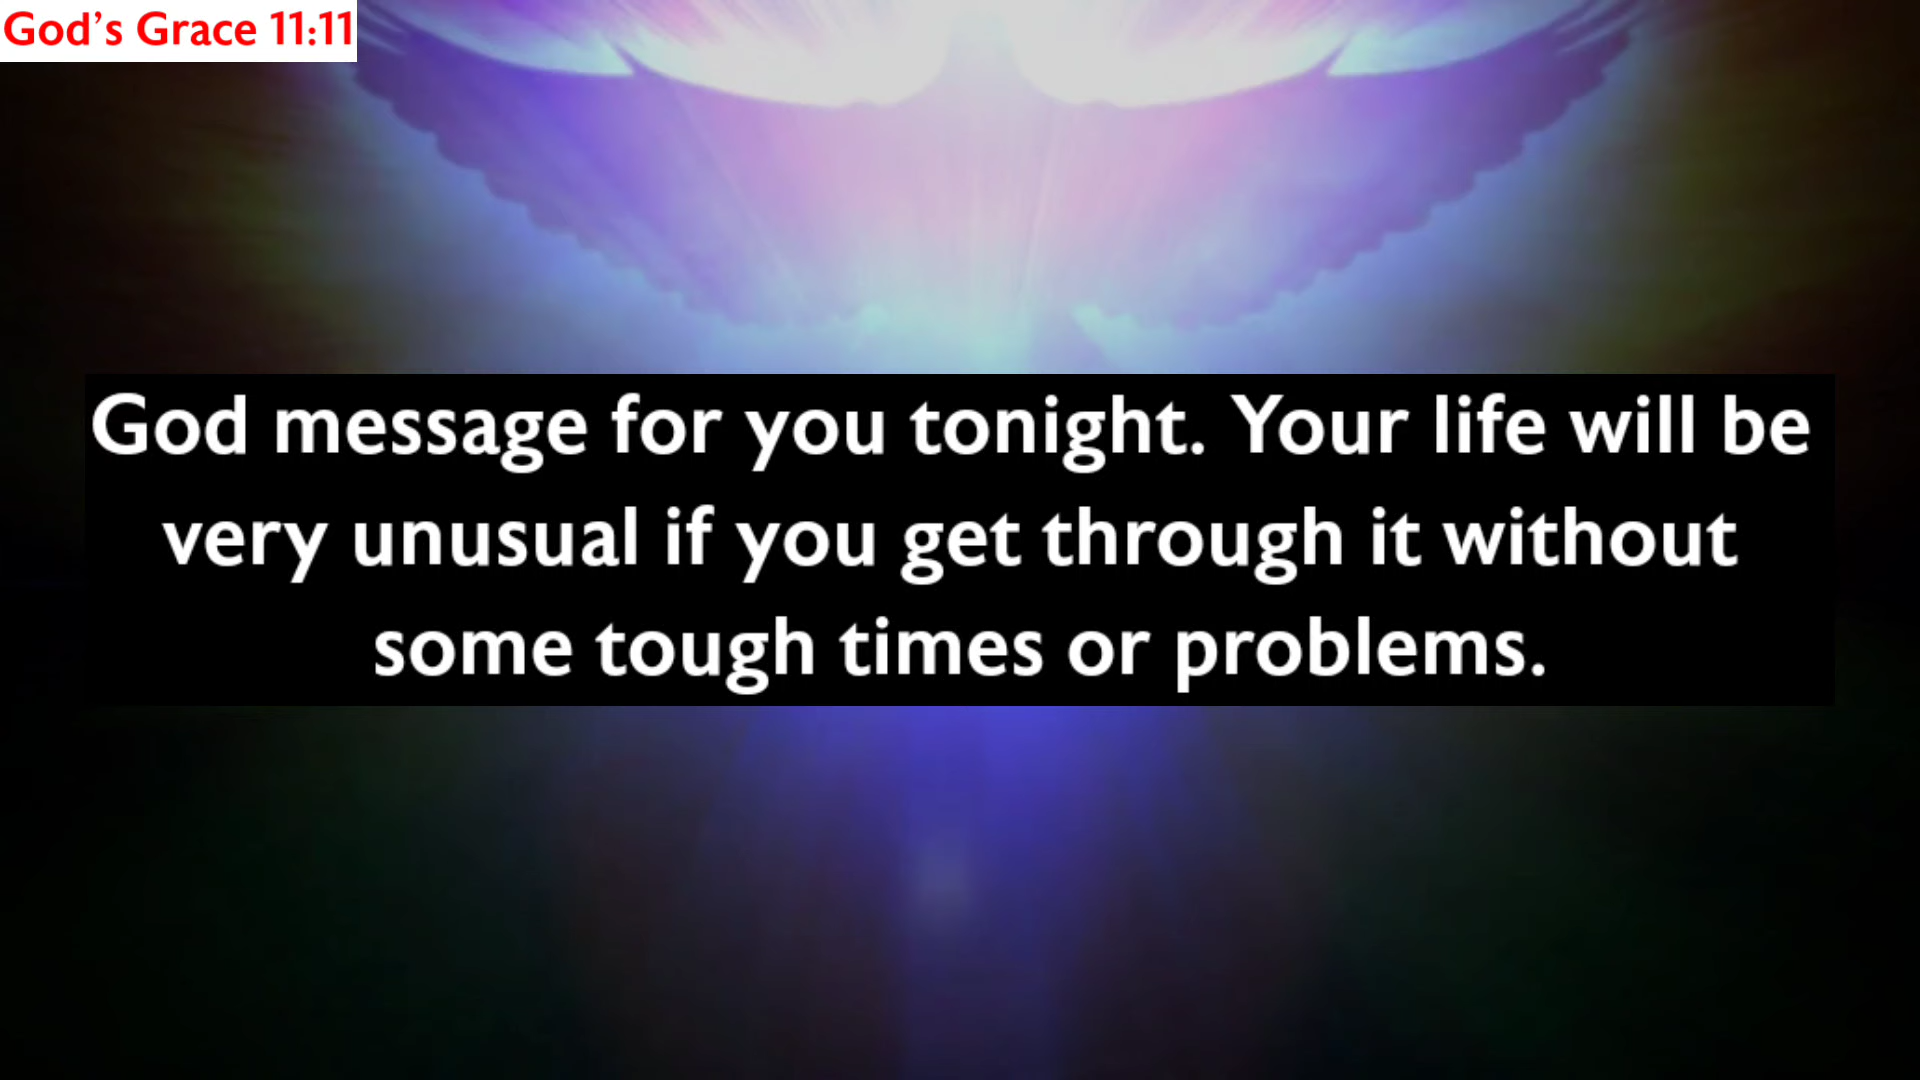 God's Grace 11:11
God message for you tonight. Your life will be
very unusual if you get through it without
some tough times or problems.